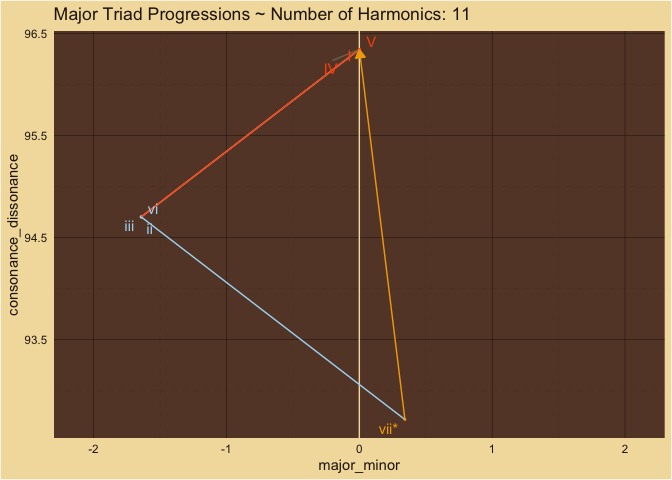 Major Triad Progressions ~ Number of Harmonics: 11
96.5
95.5
94.5
93.5
consonance_dissonance
V
I
IV
vi
iii
ii
vii*
-2
-1
0
1
2
major_minor